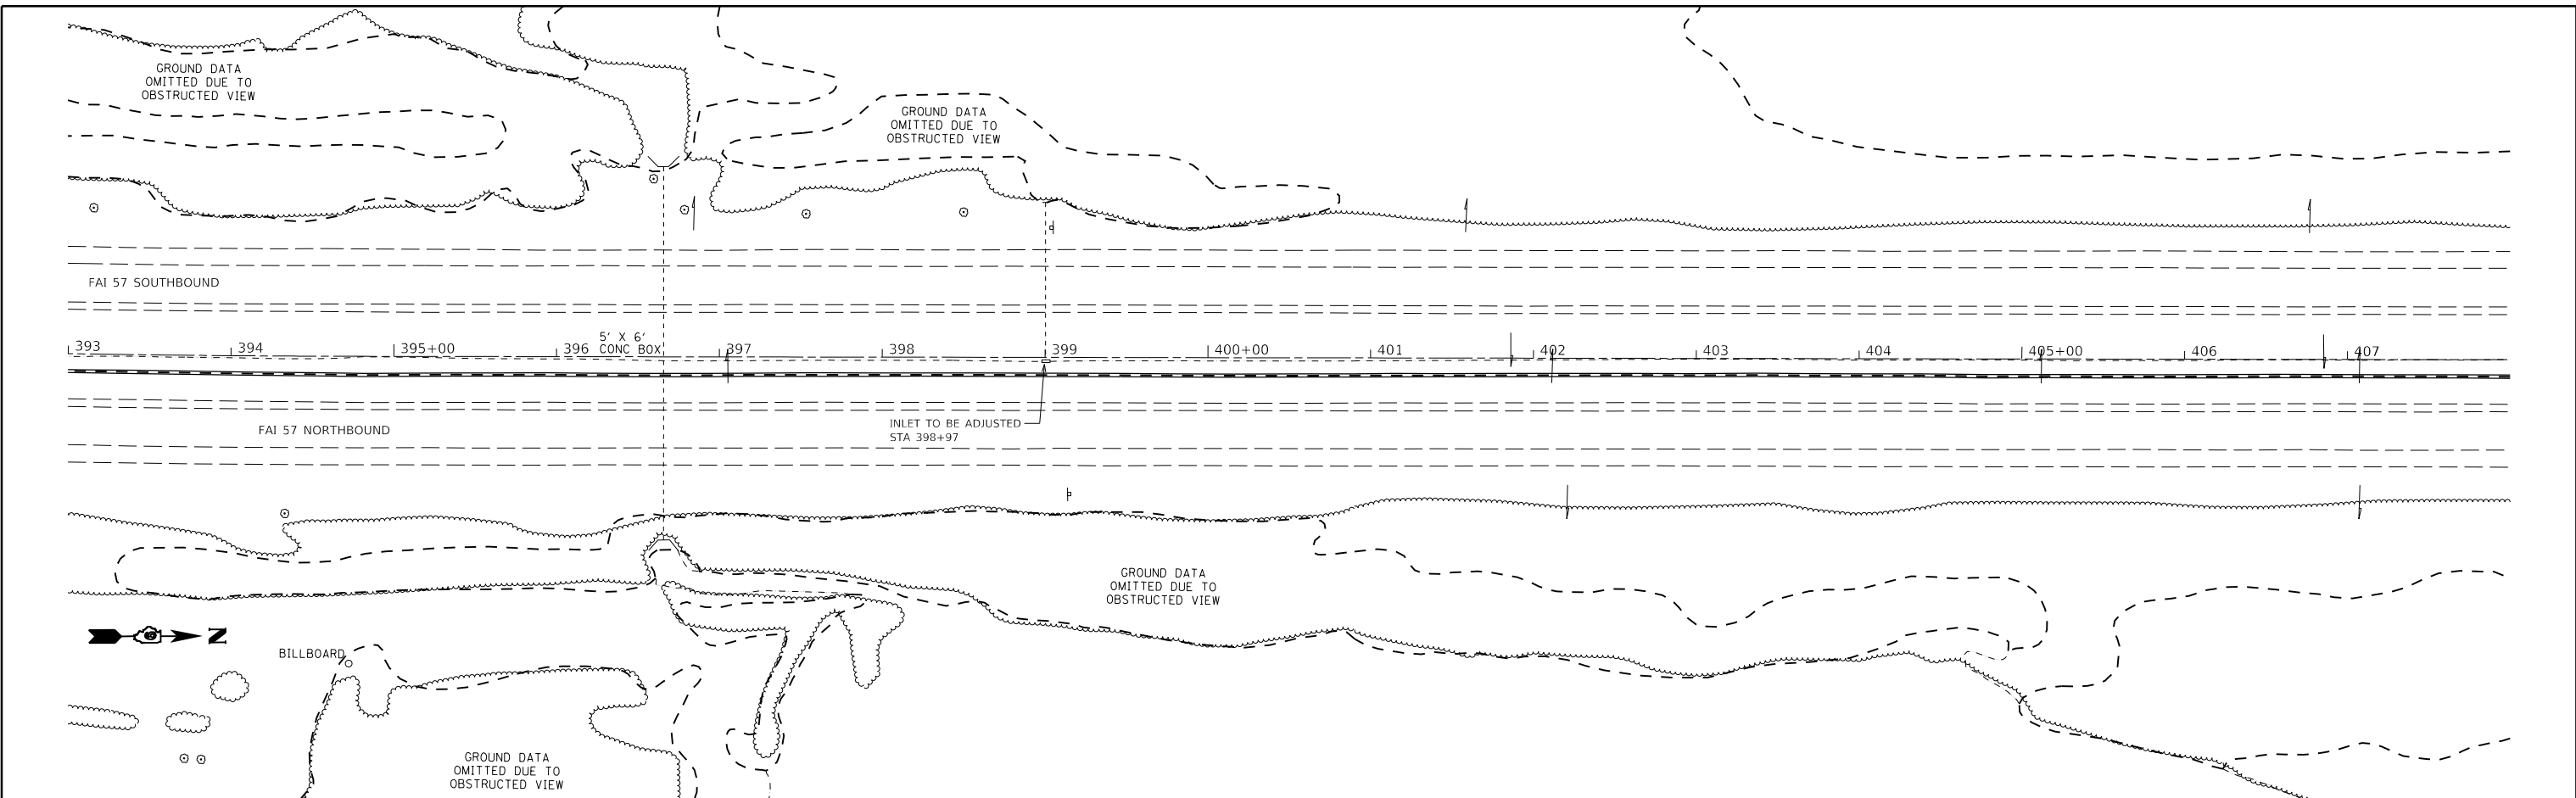 GROUND DATA
OMITTED DUE TO
OBSTRUCTED VIEW
GROUND DATA
OMITTED DUE TO
OBSTRUCTED VIEW
FAI 57 SOUTHBOUND
5' X 6'
CONC BOX
393 394 395+00 396 397 398 399 400+00 401 402 403 404 405+00 406 407
INLET TO BE ADJUSTED
STA 398+97
FAI 57 NORTHBOUND
GROUND DATA
OMITTED DUE TO
OBSTRUCTED VIEW
N
BILLBOARD
GROUND DATA
OMITTED DUE TO
OBSTRUCTED VIEW